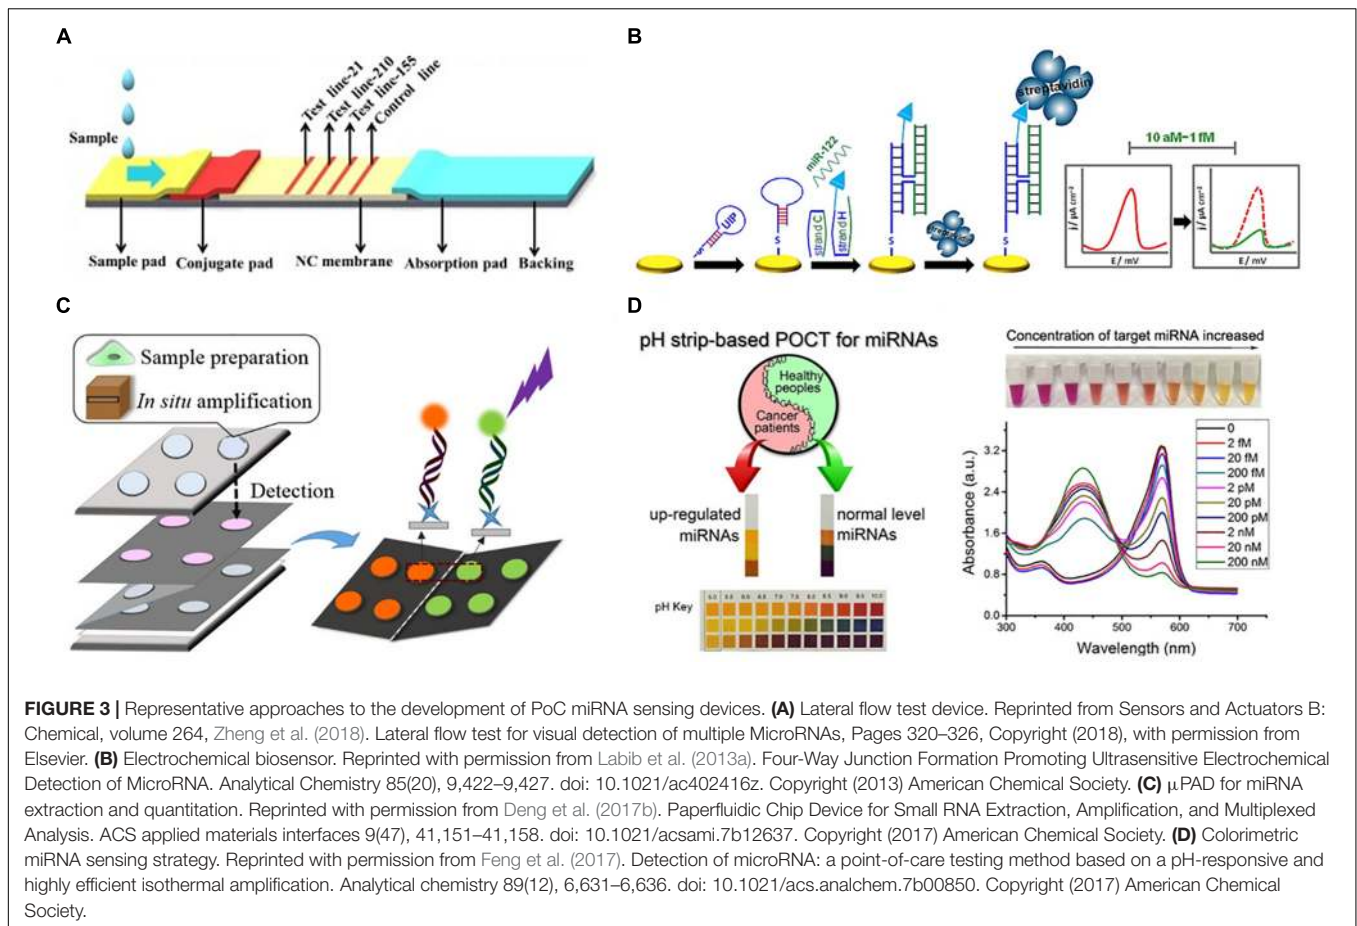 A
Sample
Test line-21
Test line-210
Test line-155
Control line
Sample pad
Conjugate pad
NC membrane
Absorption pad
Backing
B
UIP
S
miR-122
strand C
strand H
S
streptavidin
S
streptavidin
10 aM–1 fM
i / µA cm⁻²
E / mV
i / µA cm⁻²
E / mV
C
Sample preparation
In situ amplification
Detection
D
pH strip-based POCT for miRNAs
Healthy
peoples
Cancer
patients
up-regulated
miRNAs
normal level
miRNAs
pH Key
Concentration of target miRNA increased
Absorbance (a.u.)
3.2
2.4
1.6
0.8
0.0
300
400
500
600
700
Wavelength (nm)
0
2 fM
20 fM
200 fM
2 pM
20 pM
200 pM
2 nM
20 nM
200 nM
FIGURE 3 | Representative approaches to the development of PoC miRNA sensing devices. (A) Lateral flow test device. Reprinted from Sensors and Actuators B:
Chemical, volume 264, Zheng et al. (2018). Lateral flow test for visual detection of multiple MicroRNAs, Pages 320–326, Copyright (2018), with permission from
Elsevier. (B) Electrochemical biosensor. Reprinted with permission from Labib et al. (2013a). Four-Way Junction Formation Promoting Ultrasensitive Electrochemical
Detection of MicroRNA. Analytical Chemistry 85(20), 9,422–9,427. doi: 10.1021/ac402416z. Copyright (2013) American Chemical Society. (C) µPAD for miRNA
extraction and quantitation. Reprinted with permission from Deng et al. (2017b). Paperfluidic Chip Device for Small RNA Extraction, Amplification, and Multiplexed
Analysis. ACS applied materials interfaces 9(47), 41,151–41,158. doi: 10.1021/acsami.7b12637. Copyright (2017) American Chemical Society. (D) Colorimetric
miRNA sensing strategy. Reprinted with permission from Feng et al. (2017). Detection of microRNA: a point-of-care testing method based on a pH-responsive and
highly efficient isothermal amplification. Analytical chemistry 89(12), 6,631–6,636. doi: 10.1021/acs.analchem.7b00850. Copyright (2017) American Chemical
Society.